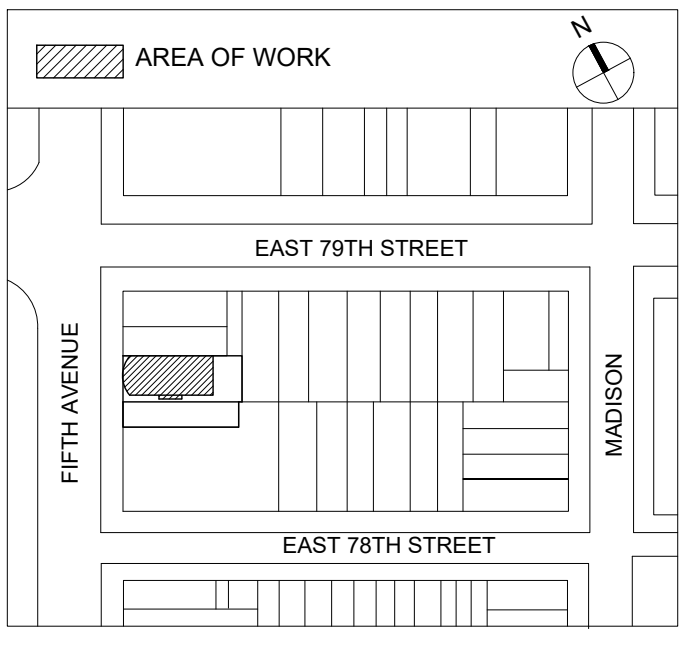 N
AREA OF WORK
EAST 79TH STREET
FIFTH AVENUE
MADISON
EAST 78TH STREET